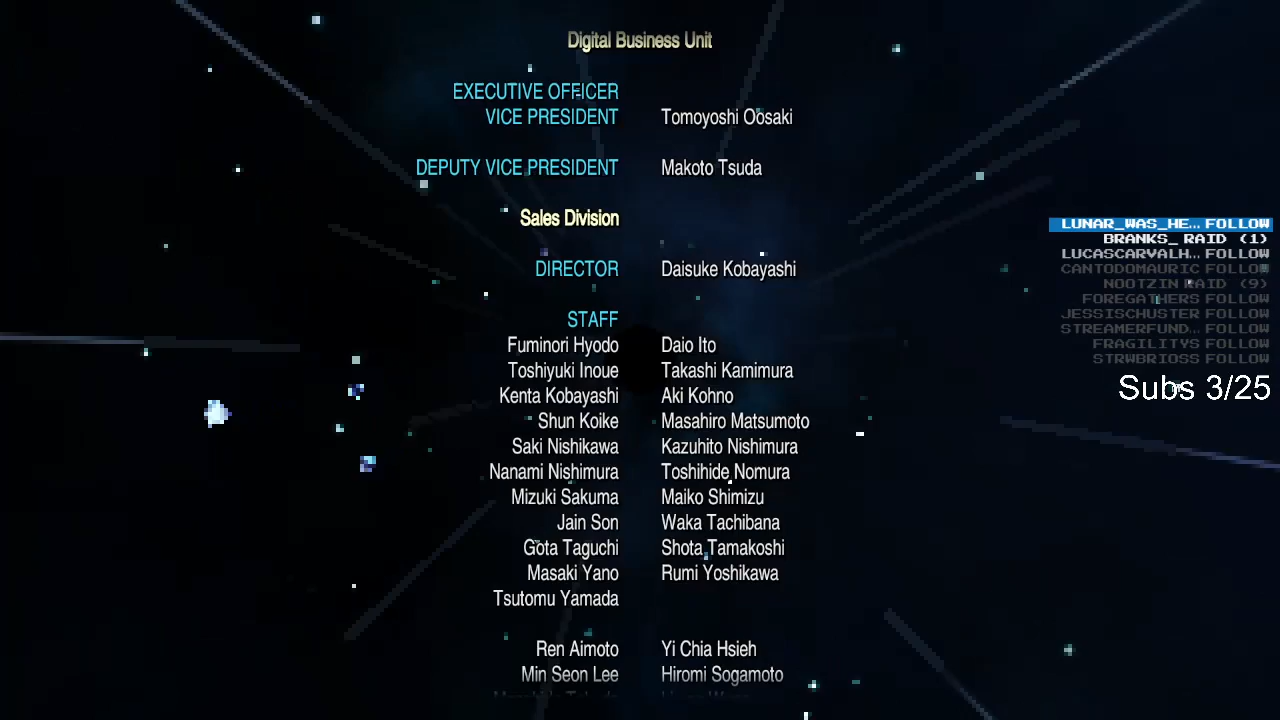 Digital Business Unit
EXECUTIVE OFFICER
VICE PRESIDENT Tomoyoshi Oosaki
DEPUTY VICE PRESIDENT Makoto Tsuda
Sales Division
DIRECTOR Daisuke Kobayashi
STAFF
Fuminori Hyodo Daio Ito
Toshiyuki Inoue Takashi Kamimura
Kenta Kobayashi Aki Kohno
Shun Koike Masahiro Matsumoto
Saki Nishikawa Kazuhito Nishimura
Nanami Nishimura Toshihide Nomura
Mizuki Sakuma Maiko Shimizu
Jain Son Waka Tachibana
Gota Taguchi Shota Tamakoshi
Masaki Yano Rumi Yoshikawa
Tsutomu Yamada
Ren Aimoto Yi Chia Hsieh
Min Seon Lee Hiromi Sogamoto
LUNAR_WAS_HE... FOLLOW
BRANKS_ RAID (1)
LUCASCARVALH... FOLLOW
CANTODOMAURIC FOLLOW
NOOTZIN RAID (9)
FOREGATHERS FOLLOW
JESSISCHUSTER FOLLOW
STREAMERFUND... FOLLOW
FRAGILITYS FOLLOW
STRWBRIOSS FOLLOW
Subs 3/25